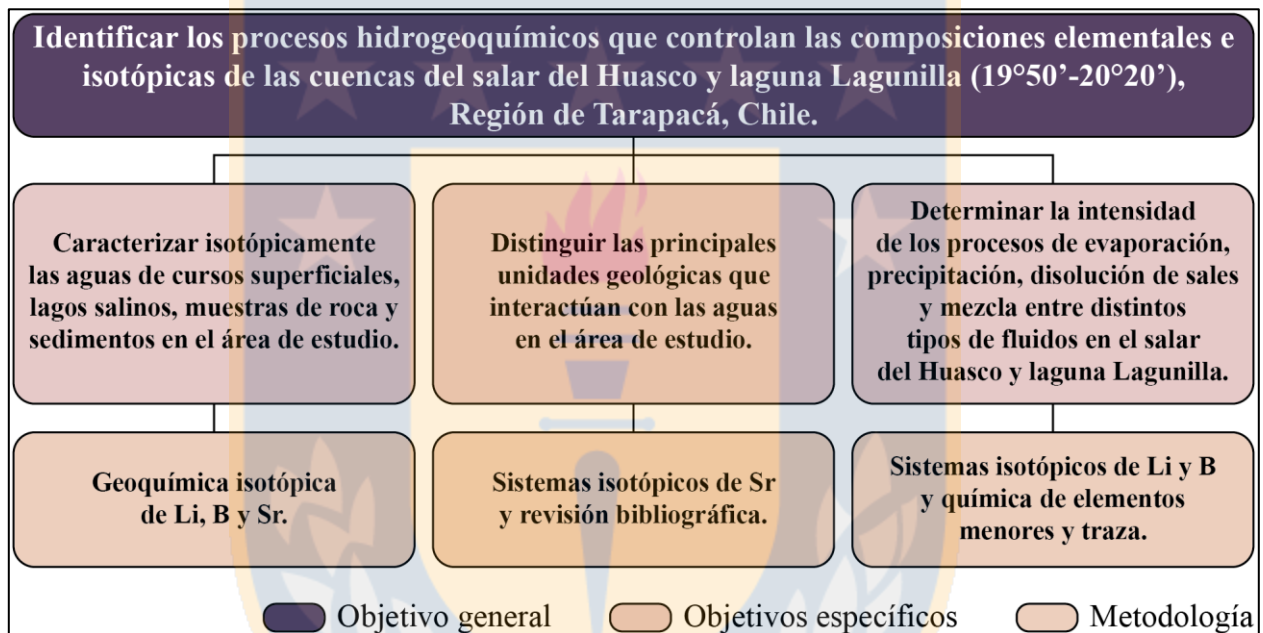 Identificar los procesos hidrogeoquímicos que controlan las composiciones elementales e
isotópicas de las cuencas del salar del Huasco y laguna Lagunilla (19°50’-20°20’),
Región de Tarapacá, Chile.
Caracterizar isotópicamente
las aguas de cursos superficiales,
lagos salinos, muestras de roca y
sedimentos en el área de estudio.
Distinguir las principales
unidades geológicas que
interactúan con las aguas
en el área de estudio.
Determinar la intensidad
de los procesos de evaporación,
precipitación, disolución de sales
y mezcla entre distintos
tipos de fluidos en el salar
del Huasco y laguna Lagunilla.
Geoquímica isotópica
de Li, B y Sr.
Sistemas isotópicos de Sr
y revisión bibliográfica.
Sistemas isotópicos de Li y B
y química de elementos
menores y traza.
Objetivo general
Objetivos específicos
Metodología